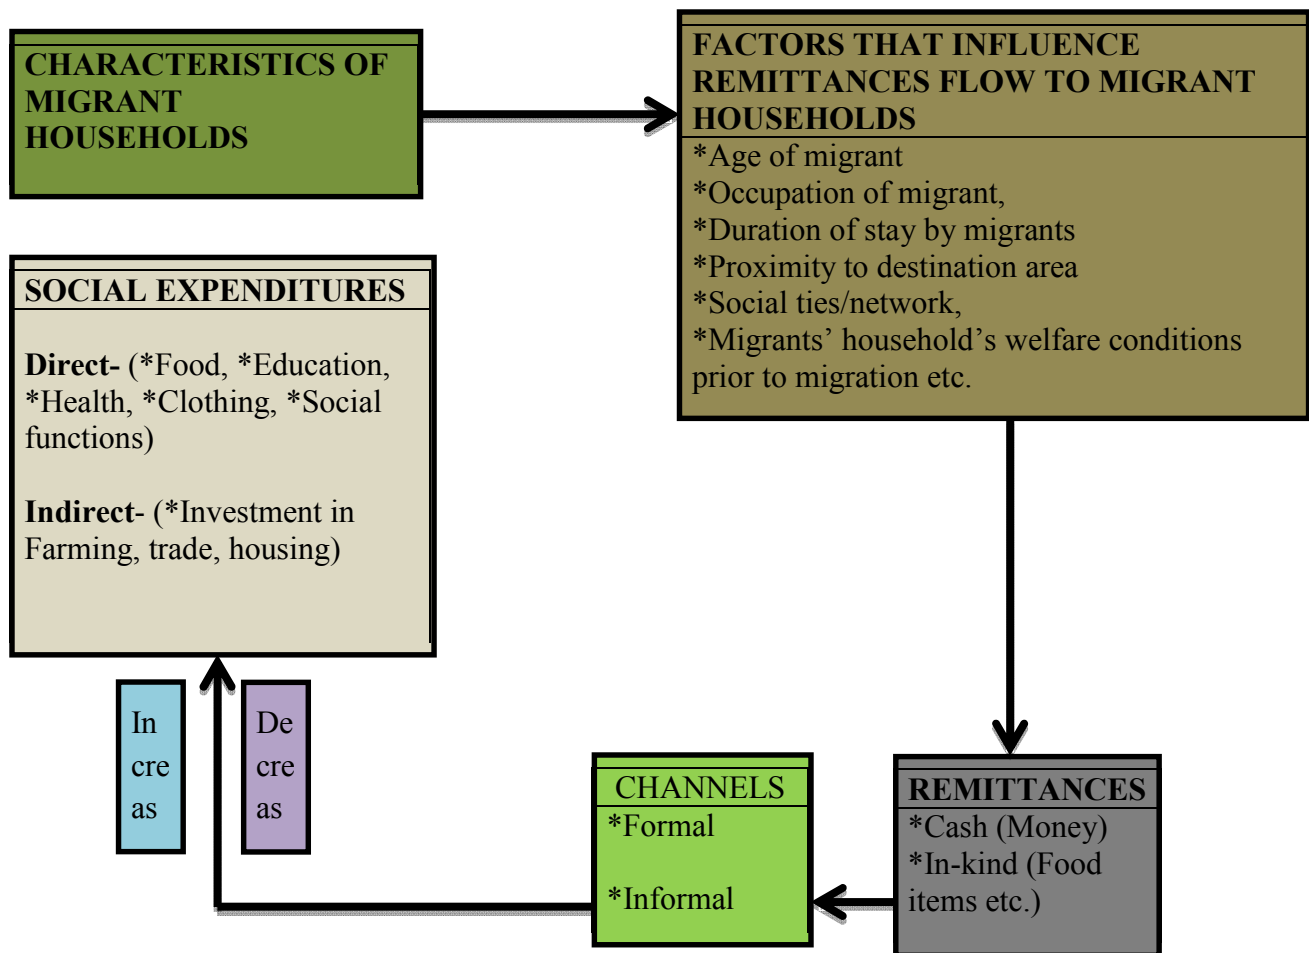 CHARACTERISTICS OF
MIGRANT
HOUSEHOLDS
FACTORS THAT INFLUENCE
REMITTANCES FLOW TO MIGRANT
HOUSEHOLDS
*Age of migrant
*Occupation of migrant,
*Duration of stay by migrants
*Proximity to destination area
*Social ties/network,
*Migrants’ household’s welfare conditions
prior to migration etc.
SOCIAL EXPENDITURES
Direct- (*Food, *Education,
*Health, *Clothing, *Social
functions)
Indirect- (*Investment in
Farming, trade, housing)
In
cre
as
De
cre
as
CHANNELS
*Formal
*Informal
REMITTANCES
*Cash (Money)
*In-kind (Food
items etc.)